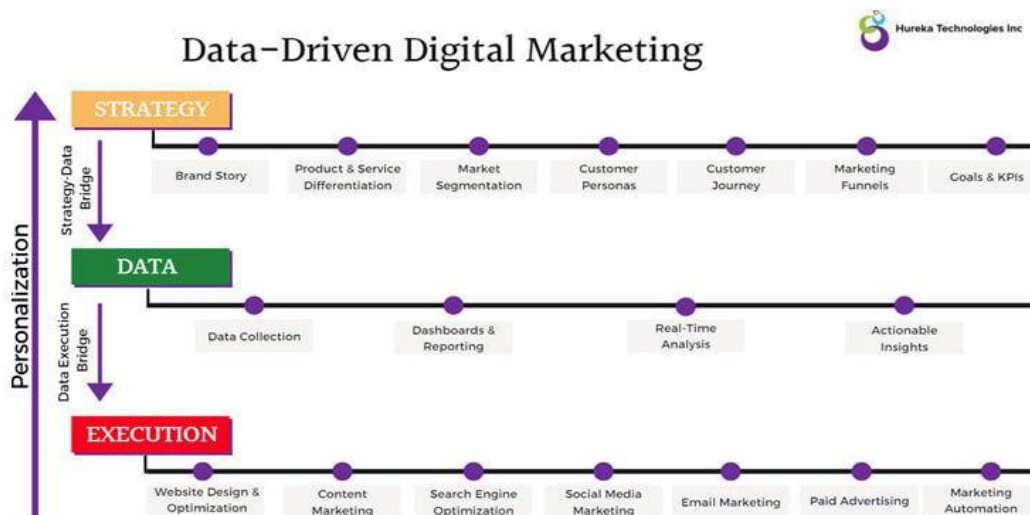 Data-Driven Digital Marketing
Hureka Technologies Inc
Personalization
STRATEGY
Brand Story
Product & Service
Differentiation
Market
Segmentation
Customer
Personas
Customer
Journey
Marketing
Funnels
Goals & KPIs
Strategy-Data
Bridge
DATA
Data Collection
Dashboards &
Reporting
Real-Time
Analysis
Actionable
Insights
Data Execution
Bridge
EXECUTION
Website Design &
Optimization
Content
Marketing
Search Engine
Optimization
Social Media
Marketing
Email Marketing
Paid Advertising
Marketing
Automation